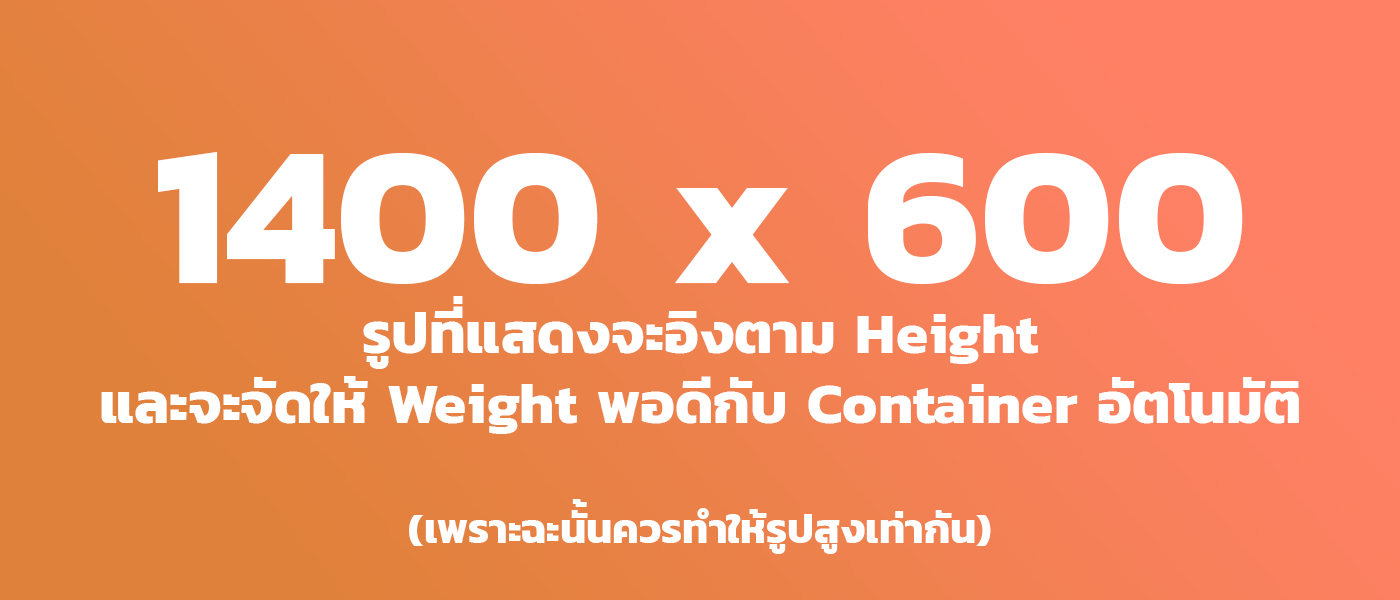 1400 x 600
รูปที่แสดงจะอิงตาม Height
และจะจัดให้ Weight พอดีกับ Container อัตโนมัติ
(เพราะฉะนั้นควรทำให้รูปสูงเท่ากัน)